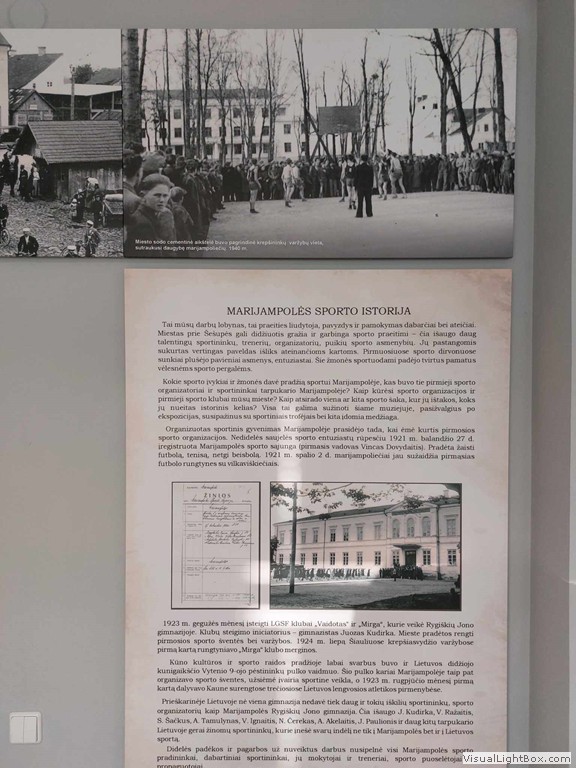 Miesto sodo cementinė aikštelė buvo pagrindinė krepšininkų varžybų vieta,
sutraukusi daugybę marijampoliečių 1940 m.
MARIJAMPOLĖS SPORTO ISTORIJA
Tai mūsų darbų lobynas, tai praeities liudytoja, pavyzdys ir pamokymas dabarčiai bei ateičiai.
Miestas prie Šešupės gali didžiuotis gražia ir garbinga sporto praeitimi – čia išaugo daug
talentingų sportininkų, trenerių, organizatorių, puikių sporto asmenybių. Jų pastangomis
sukurtas vertingas paveldas išliks ateinančioms kartoms. Pirmuosiuose sporto dirvonuose
sunkiai plušėjo pavieniai asmenys, entuziastai. Šie žmonės sportuodami padėjo tvirtus pamatus
vėlesnėms sporto pergalėms.
Kokie sporto įvykiai ir žmonės davė pradžią sportui Marijampolėje, kas buvo tie pirmieji sporto
organizatoriai ir sportininkai tarpukario Marijampolėje? Kaip kūrėsi sporto organizacijos ir
pirmieji sporto klubai mūsų mieste? Kaip atsirado viena ar kita sporto šaka, kur jų ištakos, koks
jų nueitas istorinis kelias? Visa tai galima sužinoti šiame muziejuje, pasižvalgius po
ekspozicijas, susipažinus su sportiniais trofėjais bei kita įdomia medžiaga.
Organizuotas sportinis gyvenimas Marijampolėje prasidėjo tada, kai ėmė kurtis pirmosios
sporto organizacijos. Nedidelės saujelės sporto entuziastų rūpesčiu 1921 m. balandžio 27 d.
įregistruota Marijampolės sporto sąjunga (pirmasis vadovas Vincas Dovydaitis). Pradėta žaisti
futbolą, tenisą, netgi beisbolą. 1921 m. spalio 2 d. marijampoliečiai jau sužaidžia pirmąsias
futbolo rungtynes su vilkaviškiečiais.
ŽINIOS
1923 m. gegužės mėnesį įsteigti LGSF klubai „Vaidotas" ir „Mirga", kurie veikė Rygiškių Jono
gimnazijoje. Klubų steigimo iniciatorius – gimnazistas Juozas Kudirka. Mieste pradėtos rengti
pirmosios sporto šventės bei varžybos. 1924 m. liepą Šiauliuose krepšiasvydžio varžybose
pirmą kartą rungtyniavo „Mirga" klubo merginos.
Kūno kultūros ir sporto raidos pradžioje labai svarbus buvo ir Lietuvos didžiojo
kunigaikščio Vytenio 9-ojo pėstininkų pulko vaidmuo. Šio pulko kariai Marijampolėje taip pat
organizavo sporto šventes, užsiėmė įvairia sportine veikla, o 1923 m. rugpjūčio mėnesį pirmą
kartą dalyvavo Kaune surengtose trečiosiose Lietuvos lengvosios atletikos pirmenybėse.
Prieškarinėje Lietuvoje nė viena gimnazija nedavė tiek daug ir tokių iškilių sportininkų, sporto
organizatorių kaip Marijampolės Rygiškių Jono gimnazija. Čia išaugo J. Kudirka, V. Ražaitis,
S. Šačkus, A. Tamulynas, V. Ignaitis, N. Čerekas, A. Akelaitis, J. Paulionis ir daug kitų tarpukario
Lietuvoje gerai žinomų sportininkų, kurie įnešė svarų indėlį ne tik į Marijampolės bet ir į Lietuvos
sportą.
Didelės padėkos ir pagarbos už nuveiktus darbus nusipelnė visi Marijampolės sporto
pradininkai, dabartiniai sportininkai, jų mokytojai ir treneriai, sporto puoselėtojai
VisualLightBox.com